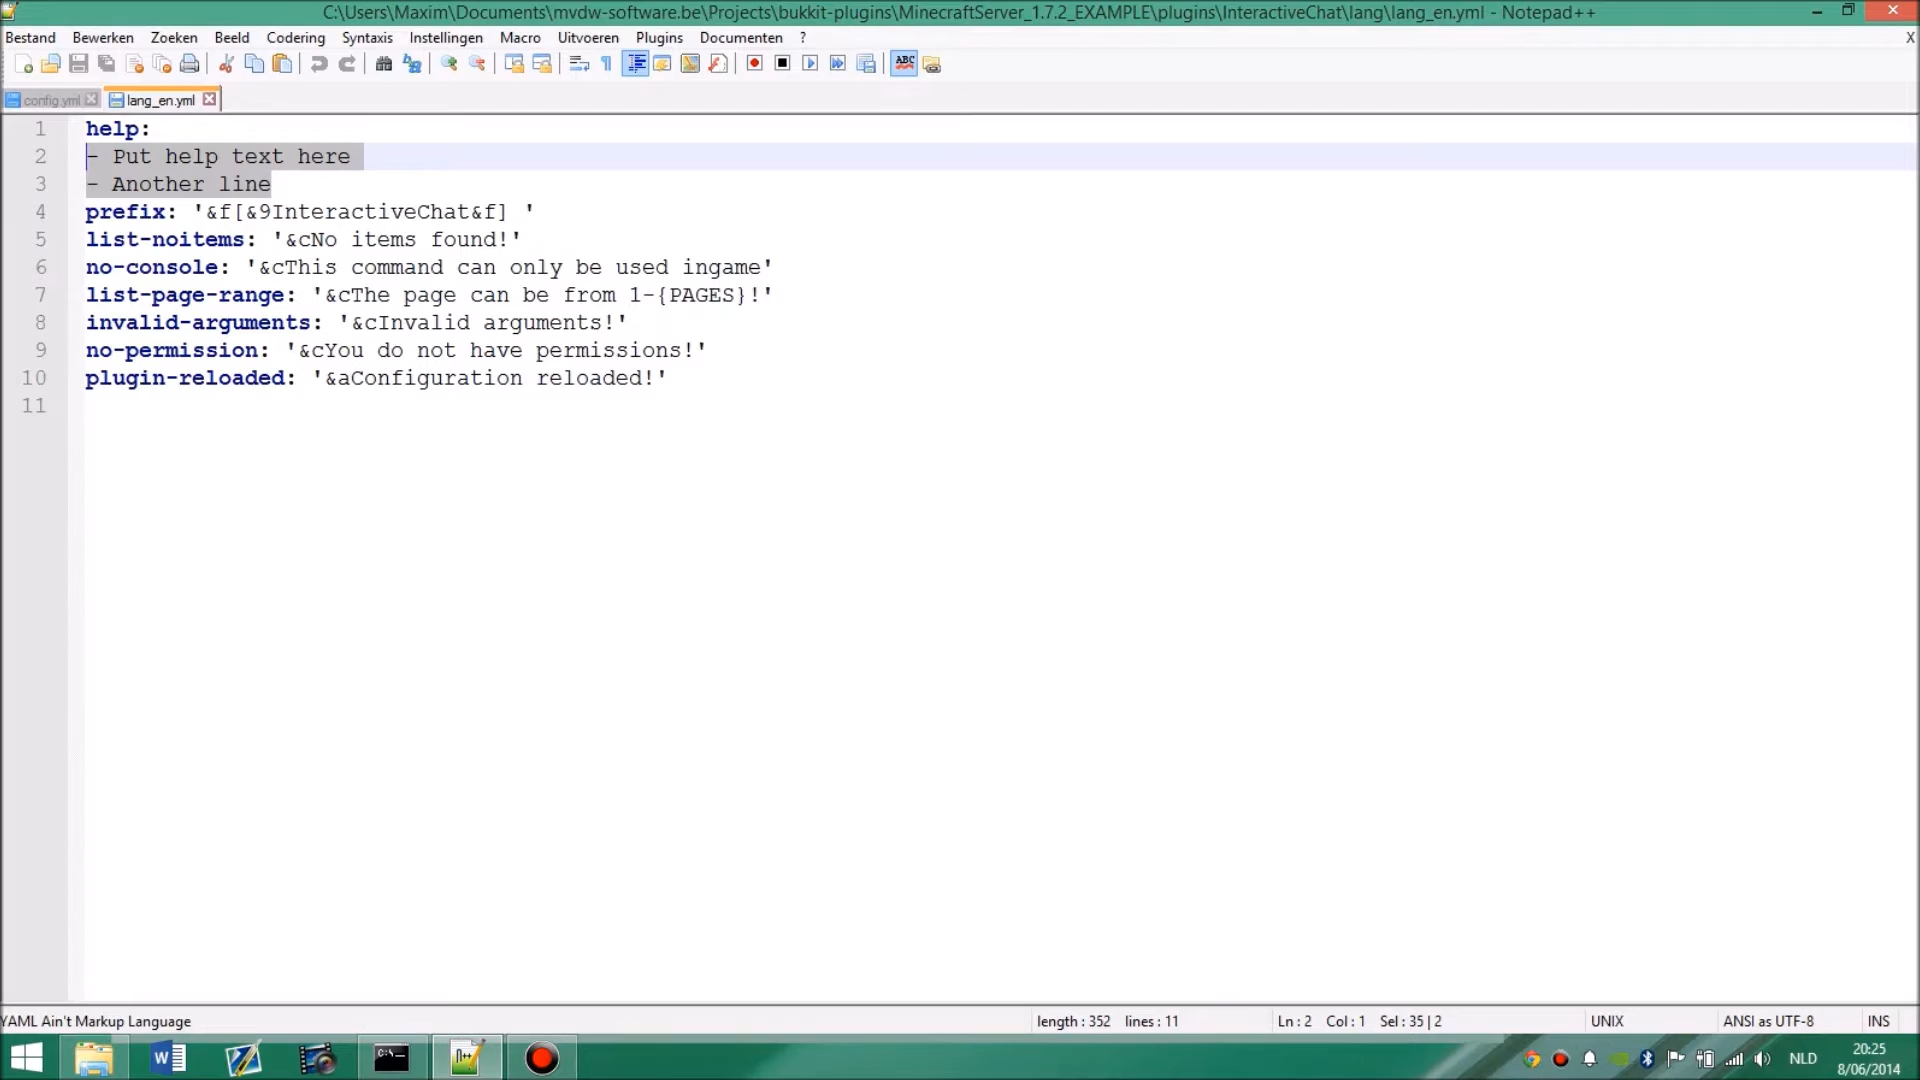 C:\Users\Maxim\Documents\mvdw-software.be\Projects\bukkit-plugins\MinecraftServer_1.7.2_EXAMPLE\plugins\InteractiveChat\lang\lang_en.yml - Notepad++
Bestand Bewerken Zoeken Beeld Codering Syntaxis Instellingen Macro Uitvoeren Plugins Documenten ? X
ABC
config.yml lang_en.yml
1 help:
2 - Put help text here
3 - Another line
4 prefix: '&f[&9InteractiveChat&f] '
5 list-noitems: '&cNo items found!'
6 no-console: '&cThis command can only be used ingame'
7 list-page-range: '&cThe page can be from 1-{PAGES}!'
8 invalid-arguments: '&cInvalid arguments!'
9 no-permission: '&cYou do not have permissions!'
10 plugin-reloaded: '&aConfiguration reloaded!'
11
YAML Ain't Markup Language length : 352 lines : 11 Ln : 2 Col : 1 Sel : 35 | 2 UNIX ANSI as UTF-8 INS
NLD 20:25
8/06/2014